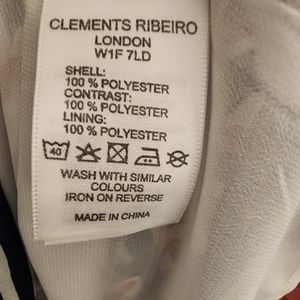 CLEMENTS RIBEIRO
LONDON
W1F 7LD
SHELL:
100 % POLYESTER
CONTRAST:
100 % POLYESTER
LINING:
100 % POLYESTER
40
WASH WITH SIMILAR
COLOURS
IRON ON REVERSE
MADE IN CHINA